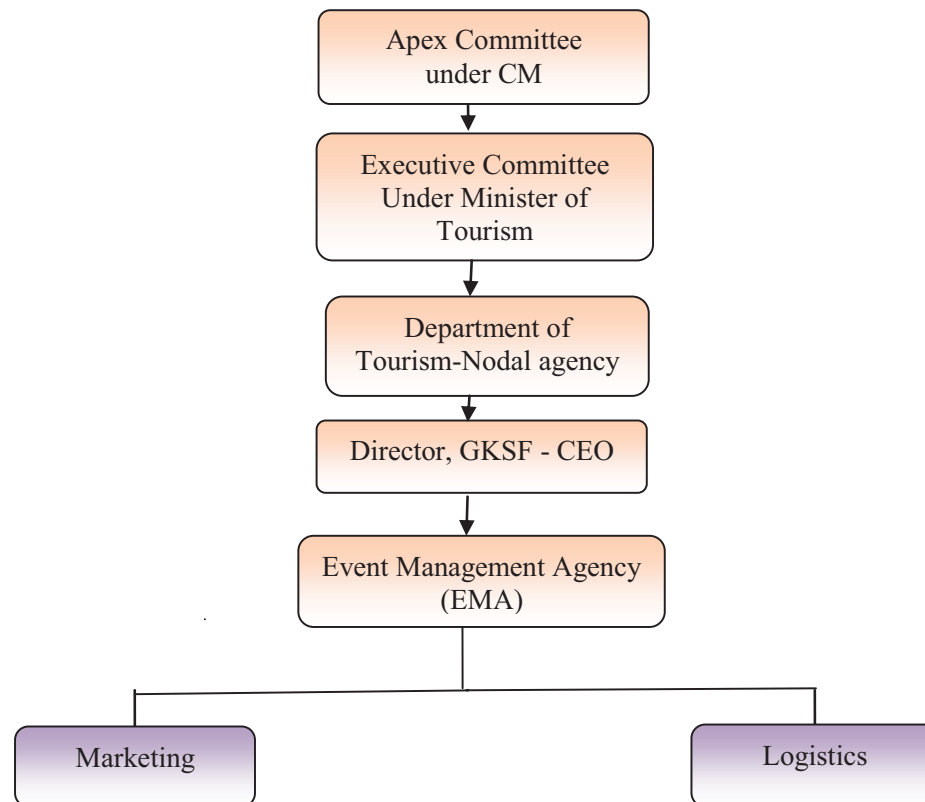 Apex Committee
under CM
Executive Committee
Under Minister of
Tourism
Department of
Tourism-Nodal agency
Director, GKSF - CEO
Event Management Agency
(EMA)
Marketing
Logistics